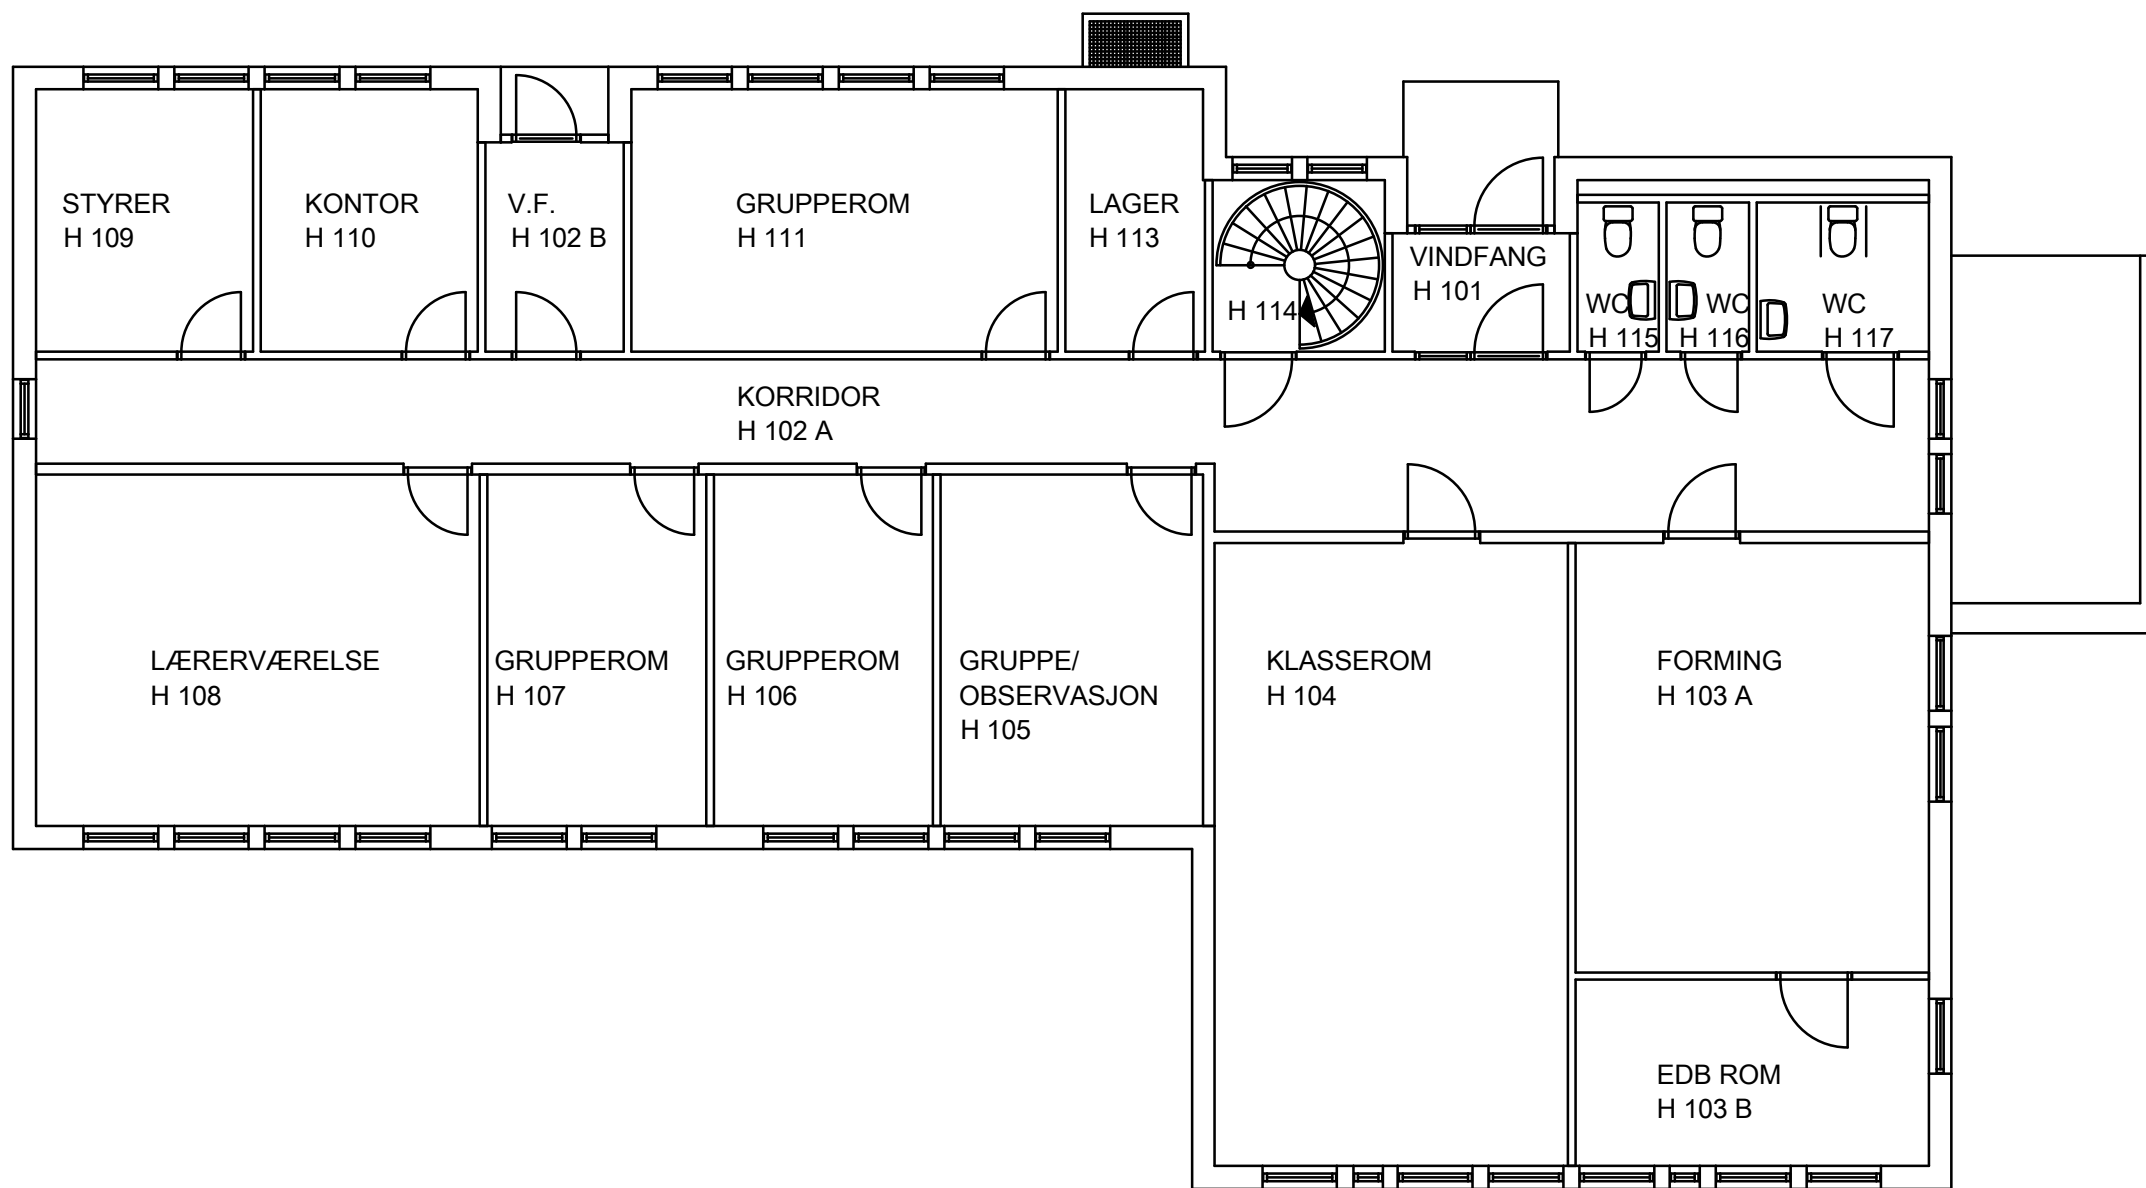 STYRER
H 109
KONTOR
H 110
V.F.
H 102 B
GRUPPEROM
H 111
LAGER
H 113
H 114
VINDFANG
H 101
WC
H 115
WC
H 116
WC
H 117
KORRIDOR
H 102 A
LÆRERVÆRELSE
H 108
GRUPPEROM
H 107
GRUPPEROM
H 106
GRUPPE/
OBSERVASJON
H 105
KLASSEROM
H 104
FORMING
H 103 A
EDB ROM
H 103 B